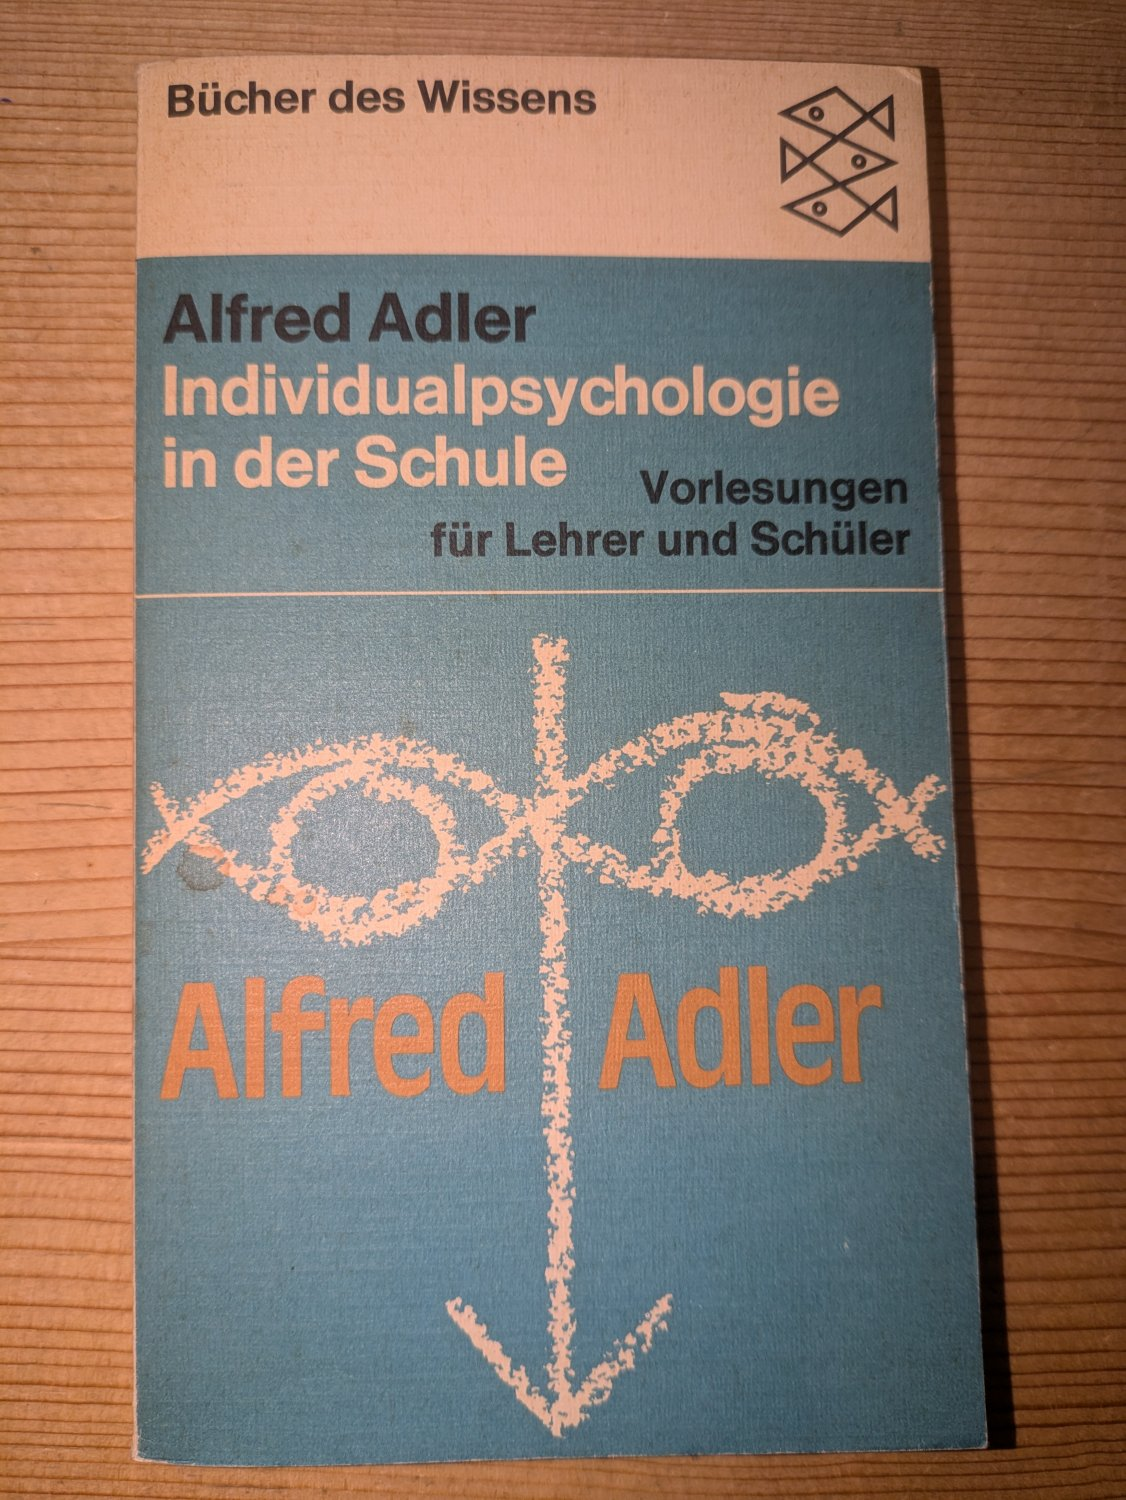 Bücher des Wissens
Alfred Adler
Individualpsychologie
in der Schule
Vorlesungen
für Lehrer und Schüler
Alfred Adler